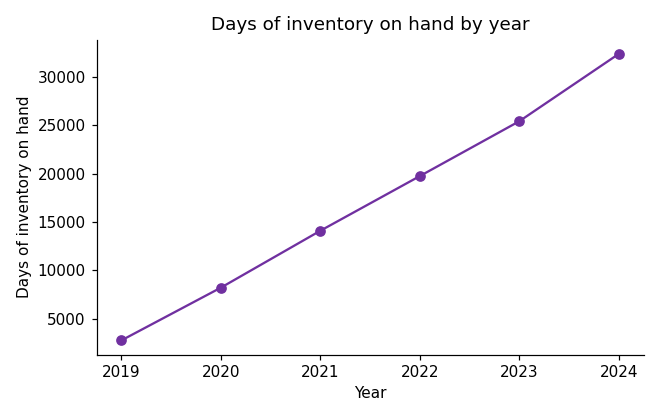 Days of inventory on hand by year
Days of inventory on hand
30000
25000
20000
15000
10000
5000
2019 2020 2021 2022 2023 2024
Year